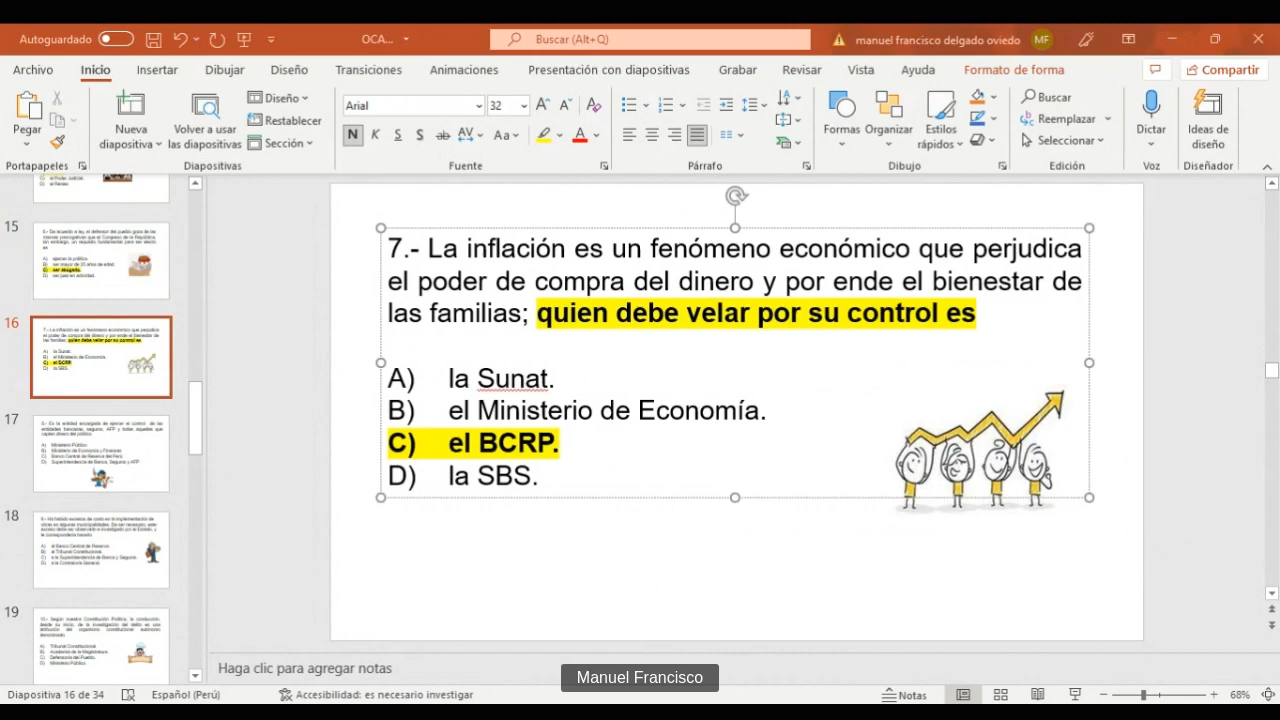 Autoguardado
OCA...
Buscar (Alt+Q)
manuel francisco delgado oviedo
MF
Archivo Inicio Insertar Dibujar Diseño Transiciones Animaciones Presentación con diapositivas Grabar Revisar Vista Ayuda Formato de forma
Compartir
Pegar
Nueva diapositiva
Volver a usar las diapositivas
Diseño
Restablecer
Sección
Arial 32
N K S S ab AV Aa A
Formas
Organizar
Estilos rápidos
Buscar
Reemplazar
Seleccionar
Dictar
Ideas de diseño
Portapapeles Diapositivas Fuente Párrafo Dibujo Edición Voz Diseñador
15
16
17
18
19
7.- La inflación es un fenómeno económico que perjudica
el poder de compra del dinero y por ende el bienestar de
las familias; quien debe velar por su control es
A) la Sunat.
B) el Ministerio de Economía.
C) el BCRP.
D) la SBS.
Haga clic para agregar notas
Manuel Francisco
Diapositiva 16 de 34
Español (Perú)
Accesibilidad: es necesario investigar
Notas
68%